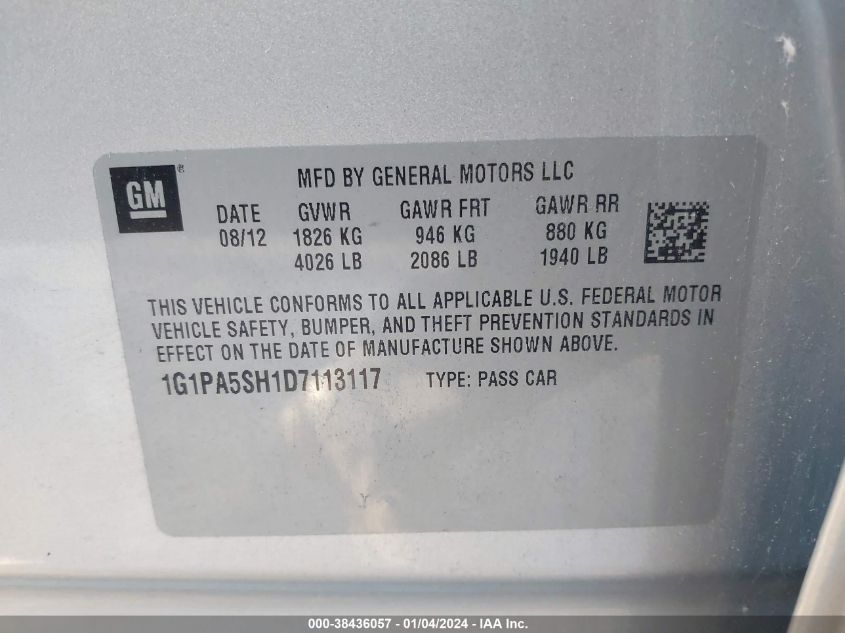 GM®
MFD BY GENERAL MOTORS LLC
DATE GVWR GAWR FRT GAWR RR
08/12 1826 KG 946 KG 880 KG
4026 LB 2086 LB 1940 LB
THIS VEHICLE CONFORMS TO ALL APPLICABLE U.S. FEDERAL MOTOR
VEHICLE SAFETY, BUMPER, AND THEFT PREVENTION STANDARDS IN
EFFECT ON THE DATE OF MANUFACTURE SHOWN ABOVE.
1G1PA5SH1D7113117 TYPE: PASS CAR
000-38436057 - 01/04/2024 - IAA Inc.